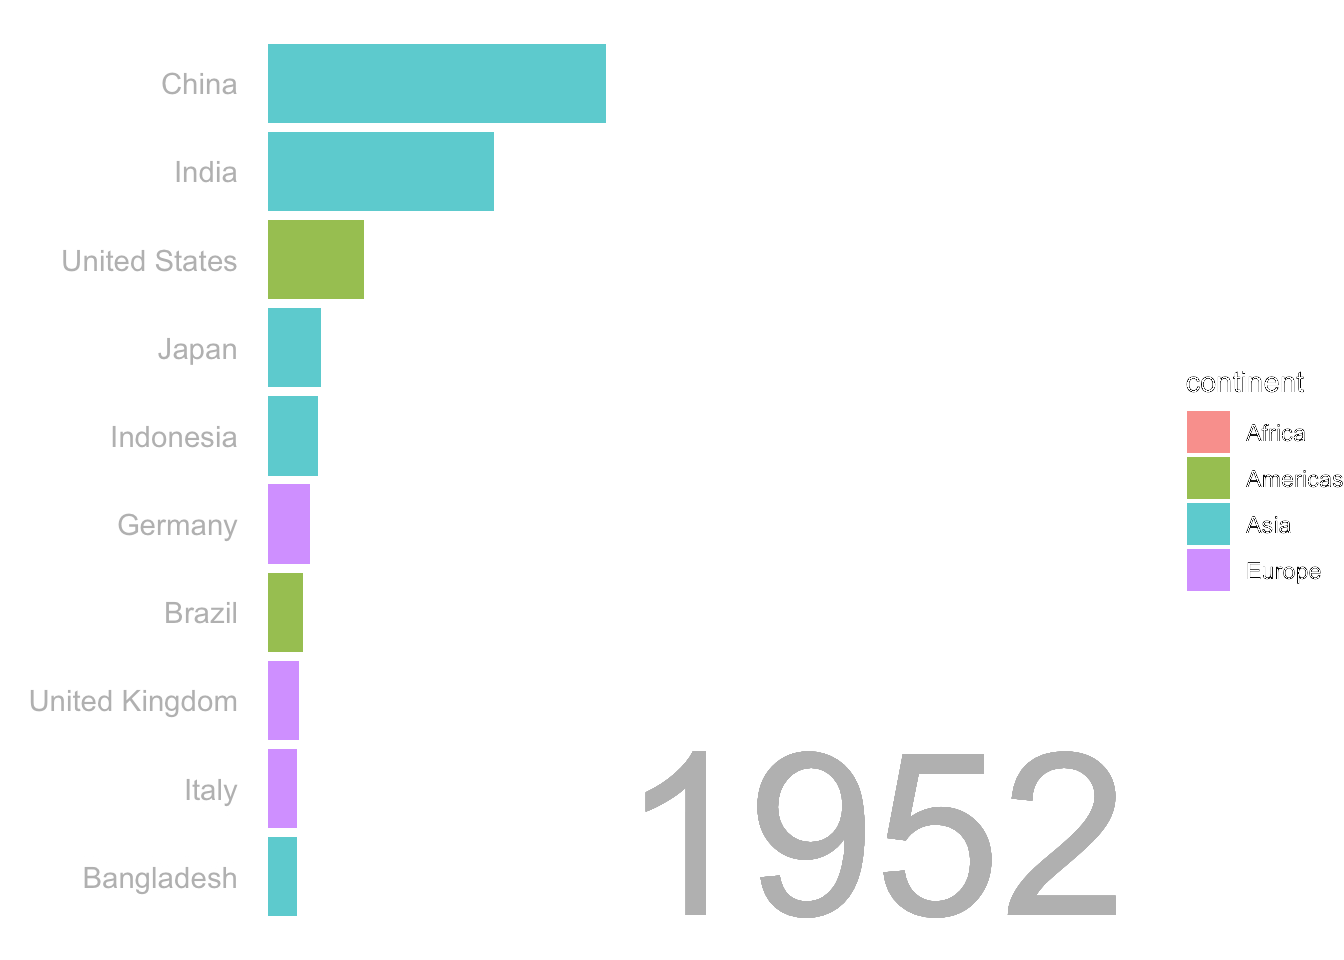 China
India
United States
Japan
Indonesia
Germany
Brazil
United Kingdom
Italy
Bangladesh
continent
Africa
Americas
Asia
Europe
1952